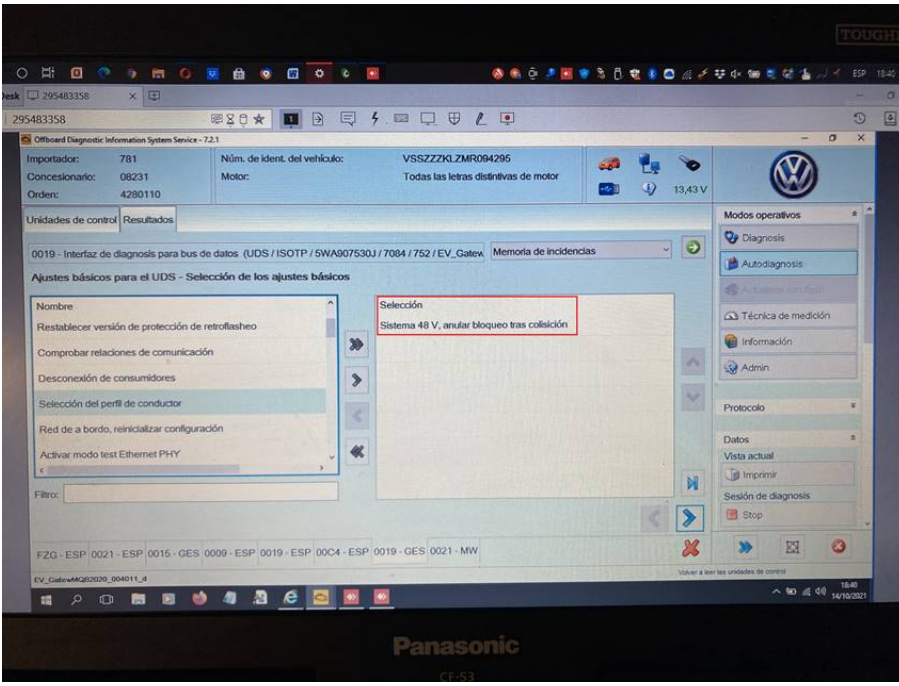 TOUGH
ESP 18:40
Desk 295483358
295483358
Offboard Diagnostic Information System Service - 7.2.1
Importador: 781 Núm. de ident. del vehículo: VSSZZZKLZMR094295
Concesionario: 08231 Motor: Todas las letras distintivas de motor
Orden: 4280110 13,43 V
Unidades de control Resultados
0019 - Interfaz de diagnosis para bus de datos (UDS / ISOTP / 5WA907530J / 7084 / 752 / EV_Gatew Memoria de incidencias
Ajustes básicos para el UDS - Selección de los ajustes básicos
Nombre
Restablecer versión de protección de retroflasheo
Comprobar relaciones de comunicación
Desconexión de consumidores
Selección del perfil de conductor
Red de a bordo, reinicializar configuración
Activar modo test Ethernet PHY
Filtro:
Selección
Sistema 48 V, anular bloqueo tras colisición
Modos operativos
Diagnosis
Autodiagnosis
Técnica de medición
Información
Admin
Protocolo
Datos
Vista actual
Imprimir
Sesión de diagnosis
Stop
FZG - ESP 0021 - ESP 0015 - GES 0009 - ESP 0019 - ESP 00C4 - ESP 0019 - GES 0021 - MW
EV_GatewMQB2020_004011_d
Volver a leer las unidades de control
18:40
14/10/2021
Panasonic
CF-53